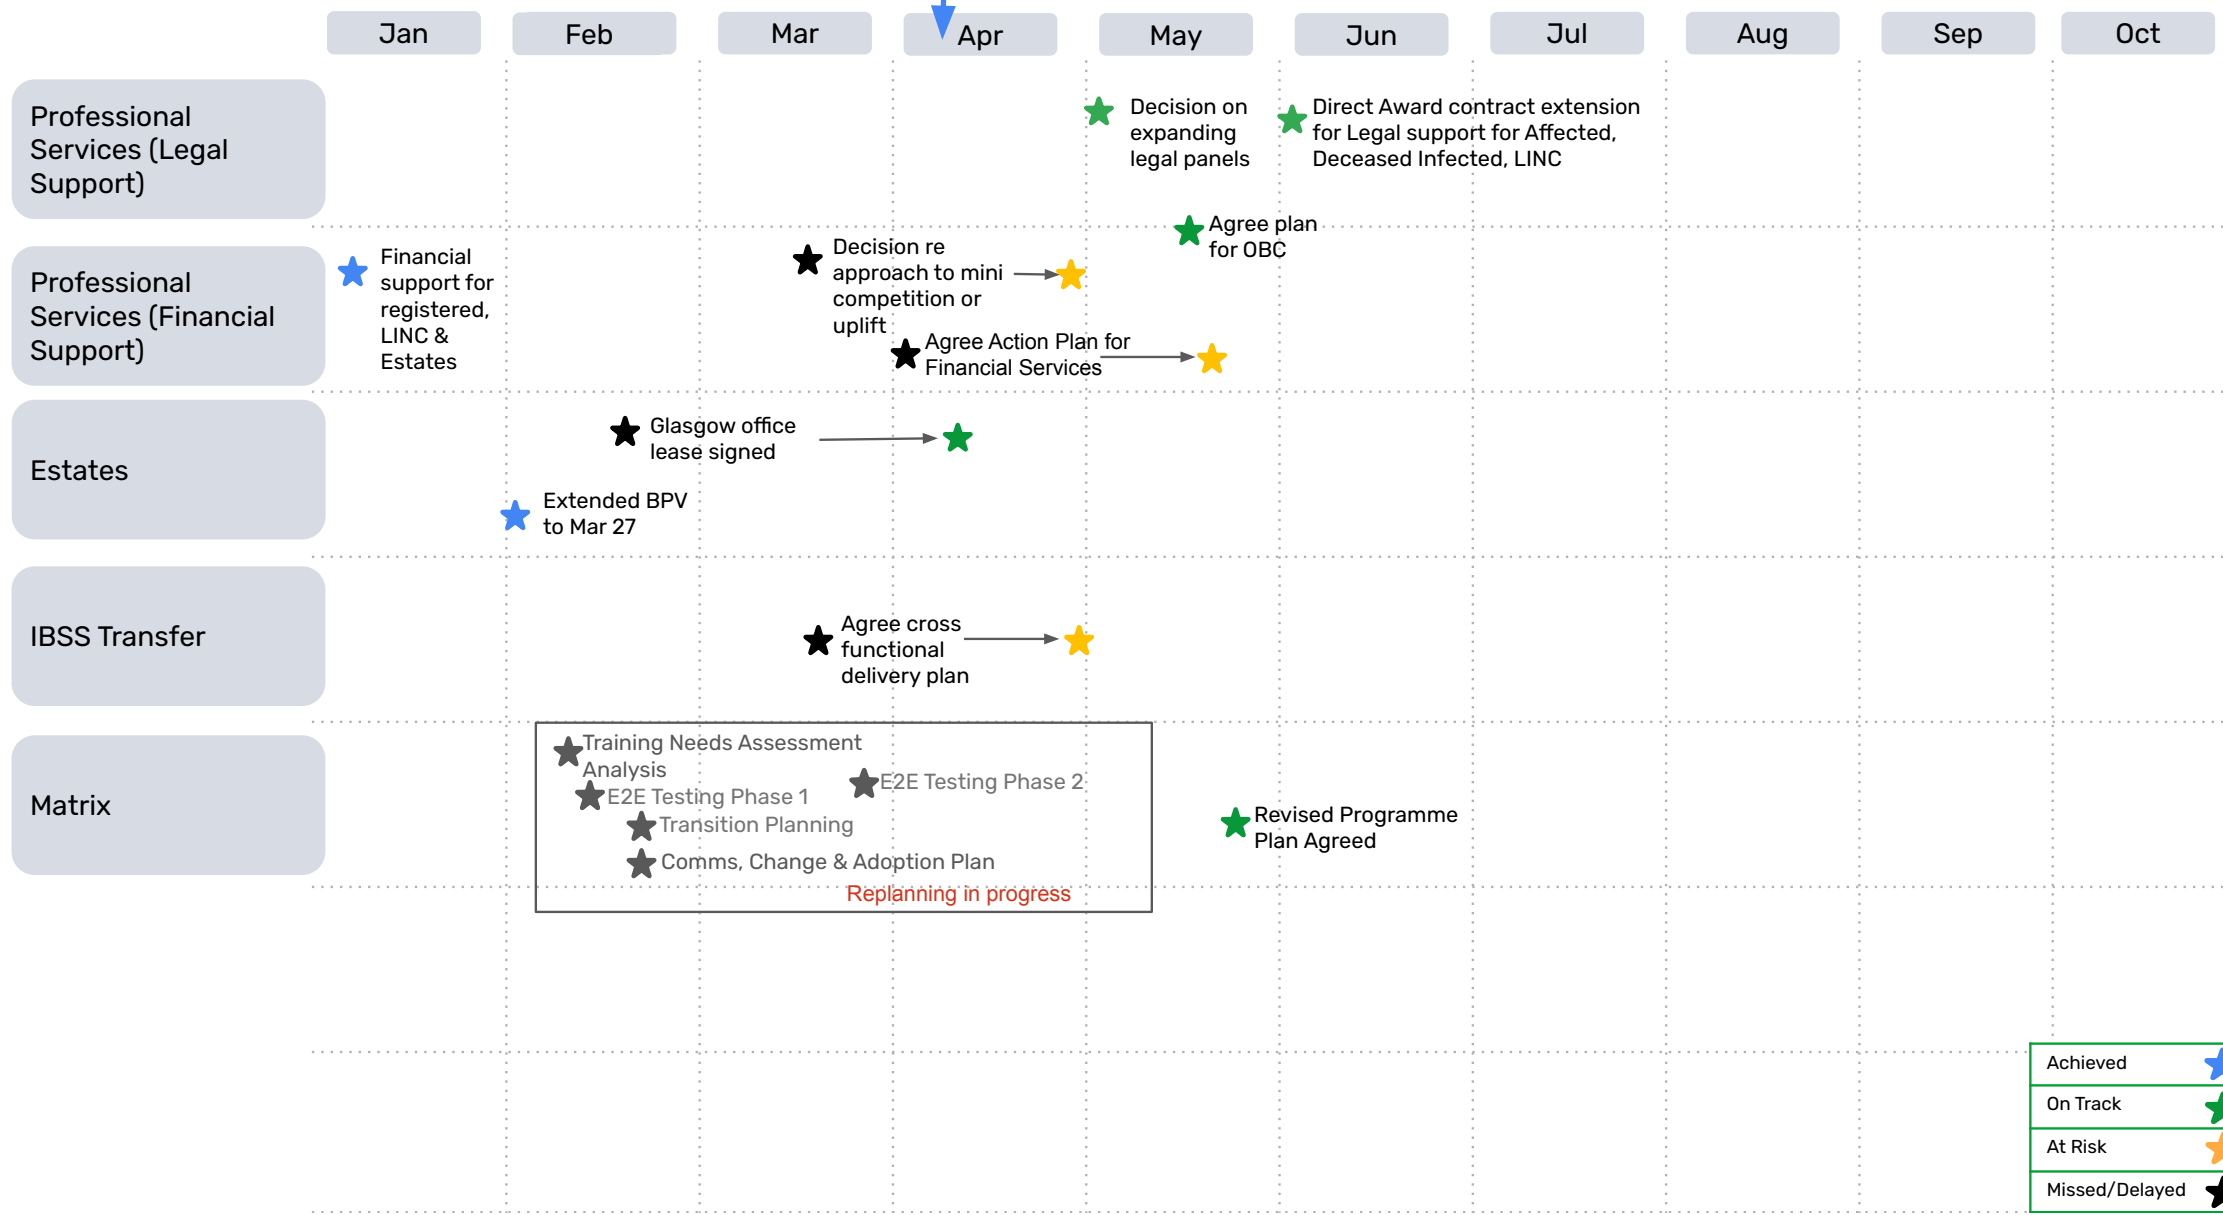 Jan
Feb
Mar
Apr
May
Jun
Jul
Aug
Sep
Oct
Professional
Services (Legal
Support)
Decision on
expanding
legal panels
Direct Award contract extension
for Legal support for Affected,
Deceased Infected, LINC
Professional
Services (Financial
Support)
Financial
support for
registered,
LINC &
Estates
Decision re
approach to mini
competition or
uplift
Agree plan
for OBC
Agree Action Plan for
Financial Services
Estates
Glasgow office
lease signed
Extended BPV
to Mar 27
IBSS Transfer
Agree cross
functional
delivery plan
Matrix
Training Needs Assessment
Analysis
E2E Testing Phase 1
E2E Testing Phase 2
Transition Planning
Comms, Change & Adoption Plan
Replanning in progress
Revised Programme
Plan Agreed
Achieved
On Track
At Risk
Missed/Delayed